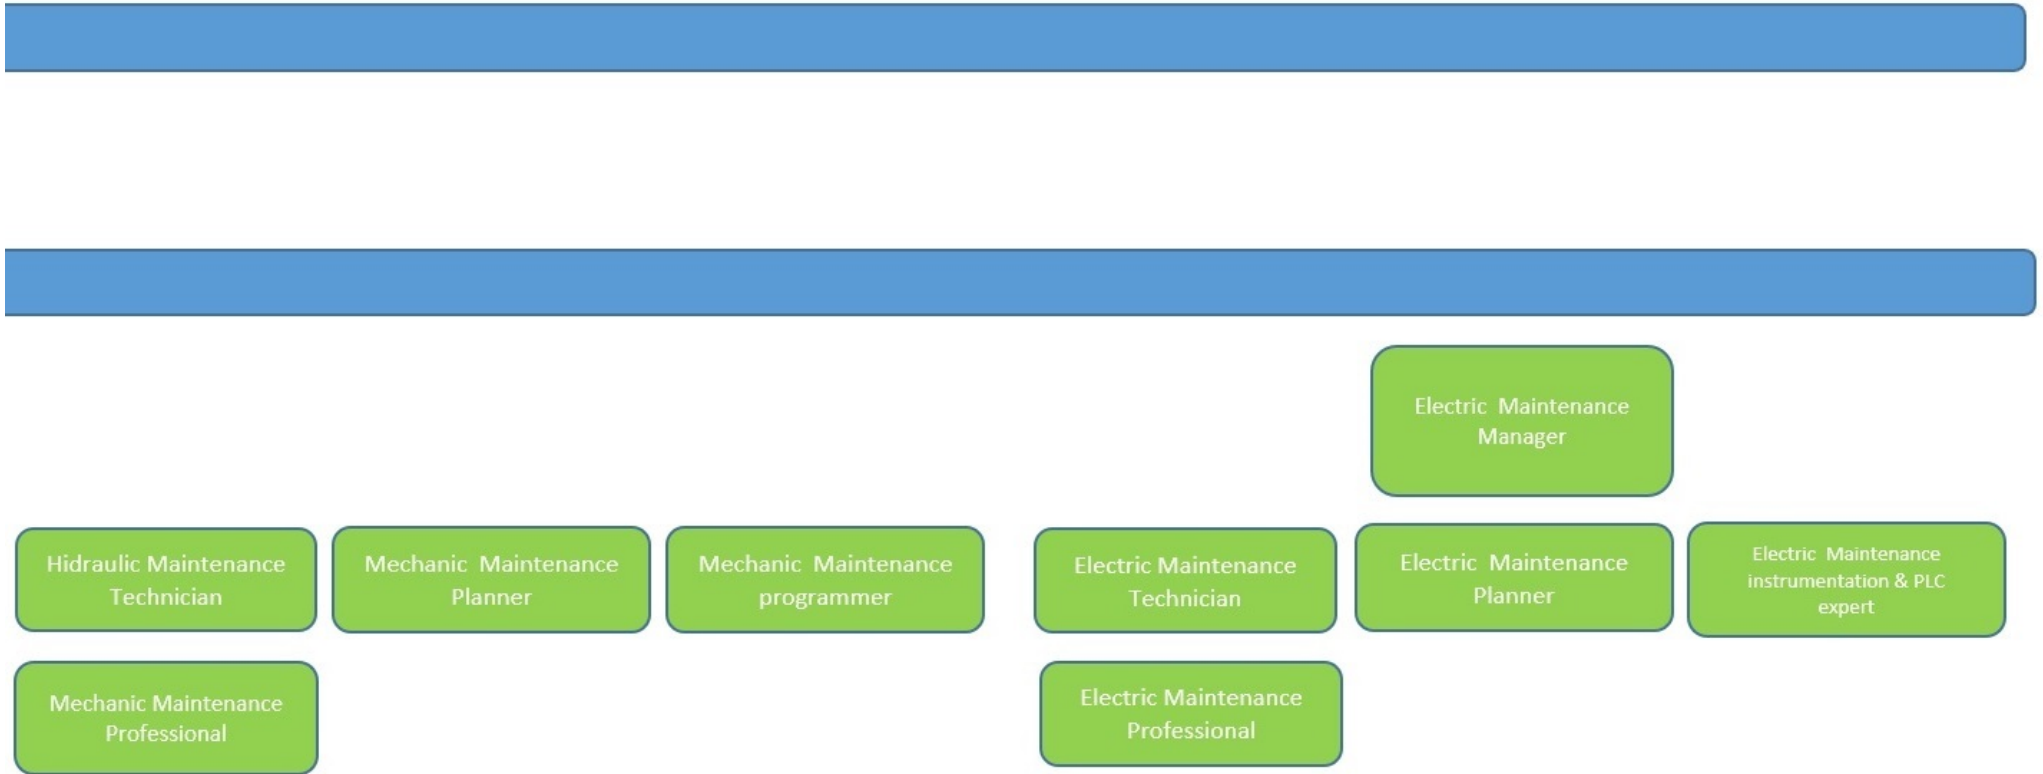 Electric Maintenance
Manager
Hidraulic Maintenance
Technician
Mechanic Maintenance
Planner
Mechanic Maintenance
programmer
Electric Maintenance
Technician
Electric Maintenance
Planner
Electric Maintenance
instrumentation & PLC
expert
Mechanic Maintenance
Professional
Electric Maintenance
Professional